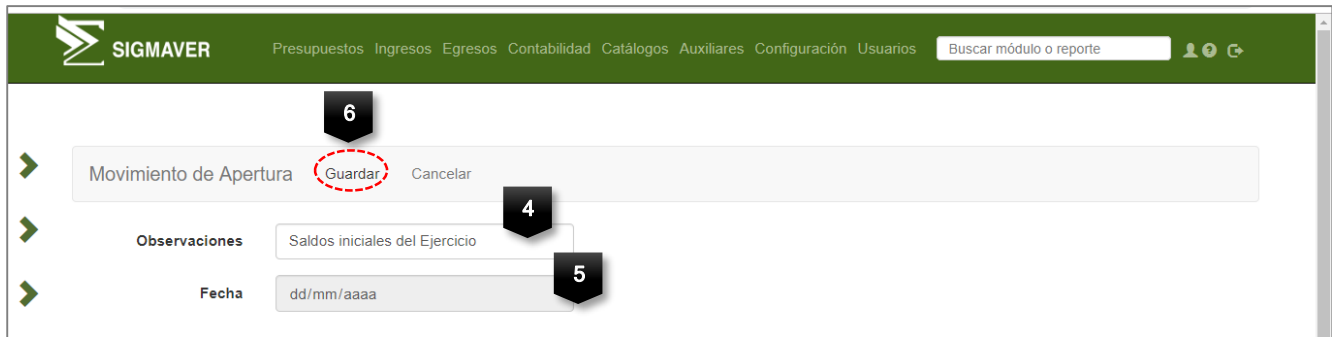 SIGMAVER Presupuestos Ingresos Egresos Contabilidad Catálogos Auxiliares Configuración Usuarios Buscar módulo o reporte
6
Movimiento de Apertura Guardar Cancelar
4
Observaciones Saldos iniciales del Ejercicio
5
Fecha dd/mm/aaaa